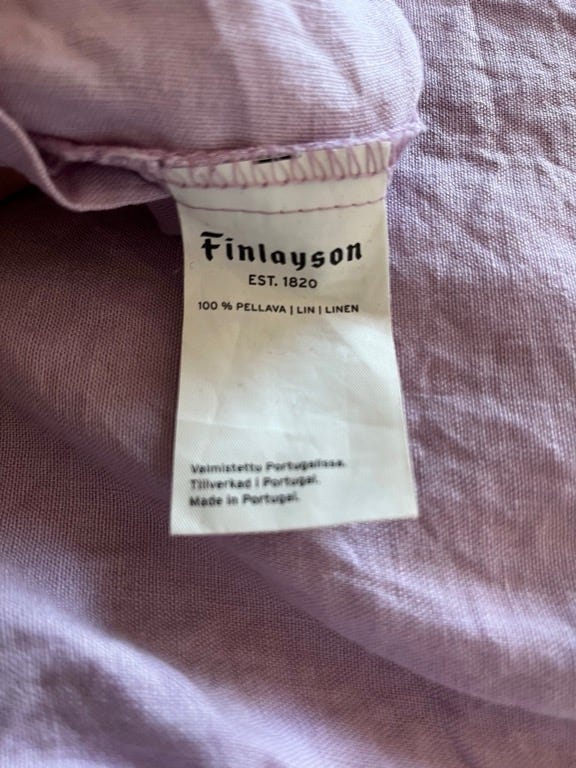 Finlayson
EST. 1820
100 % PELLAVA | LIN | LINEN
Valmistettu Portugalissa.
Tillverkad i Portugal.
Made in Portugal.